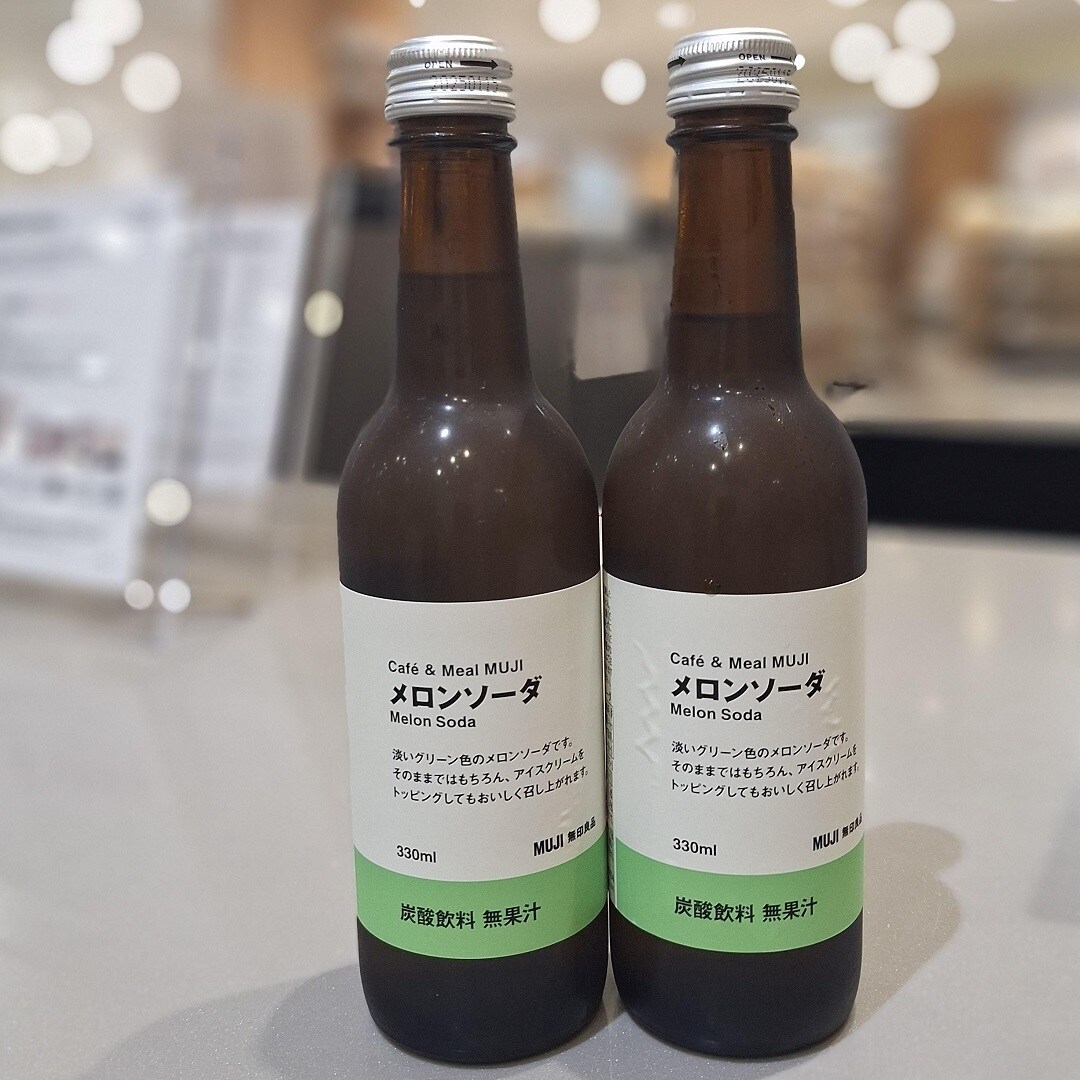 OPEN
20250115
Café & Meal MUJI
メロンソーダ
Melon Soda
淡いグリーン色のメロンソーダです。
そのままではもちろん、アイスクリームを
トッピングしてもおいしく召し上がれます。
330ml
MUJI 無印良品
炭酸飲料 無果汁
OPEN
Café & Meal MUJI
メロンソーダ
Melon Soda
淡いグリーン色のメロンソーダです。
そのままではもちろん、アイスクリームを
トッピングしてもおいしく召し上がれます。
330ml
MUJI 無印良品
炭酸飲料 無果汁